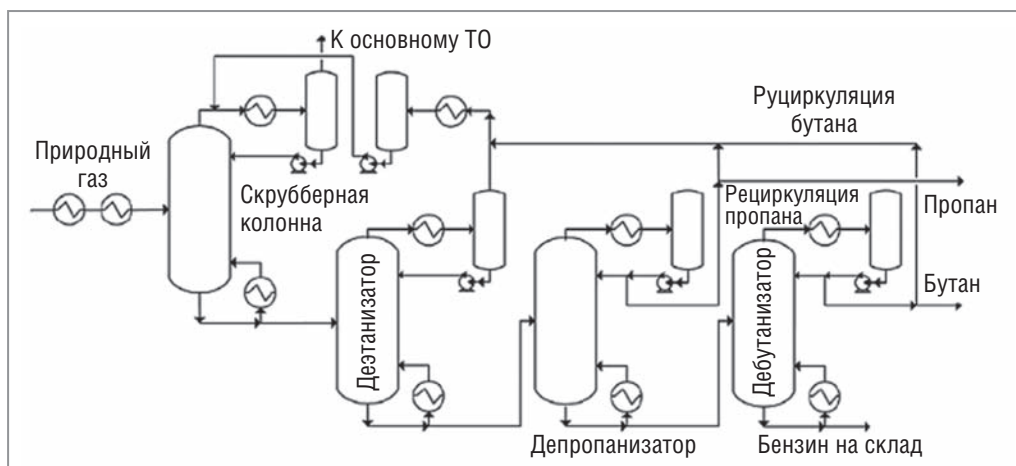 К основному ТО
Руциркуляция
бутана
Природный
газ
Скрубберная
колонна
Рециркуляция
пропана
Пропан
Деэтанизатор
Дебутанизатор
Бутан
Депропанизатор
Бензин на склад